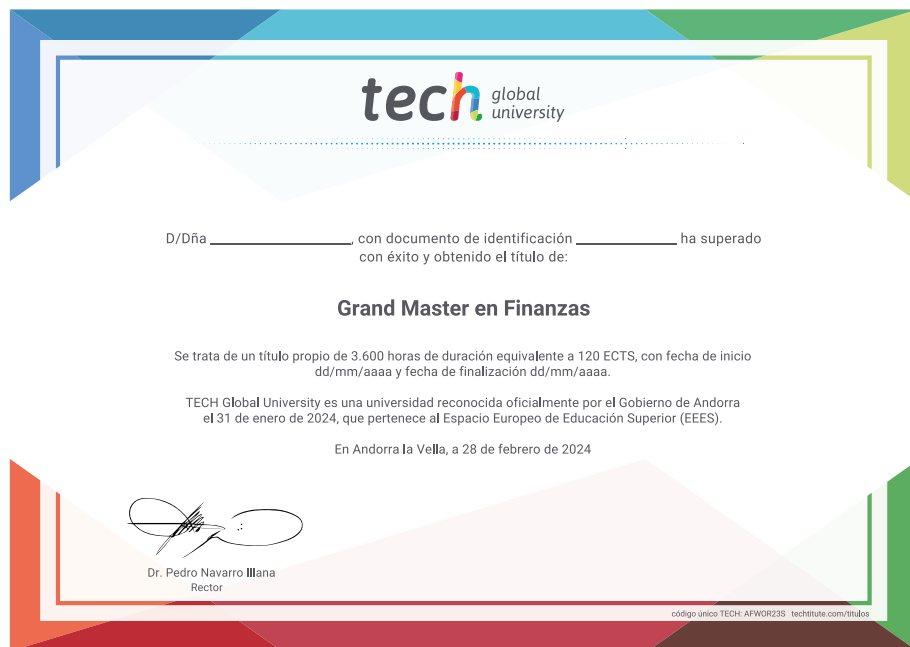 tech global
university
D/Dña ______________, con documento de identificación __________ ha superado
con éxito y obtenido el título de:
Grand Master en Finanzas
Se trata de un título propio de 3.600 horas de duración equivalente a 120 ECTS, con fecha de inicio
dd/mm/aaaa y fecha de finalización dd/mm/aaaa.
TECH Global University es una universidad reconocida oficialmente por el Gobierno de Andorra
el 31 de enero de 2024, que pertenece al Espacio Europeo de Educación Superior (EEES).
En Andorra la Vella, a 28 de febrero de 2024
Dr. Pedro Navarro Illana
Rector
código único TECH: AFWOR23S techtitute.com/titulos